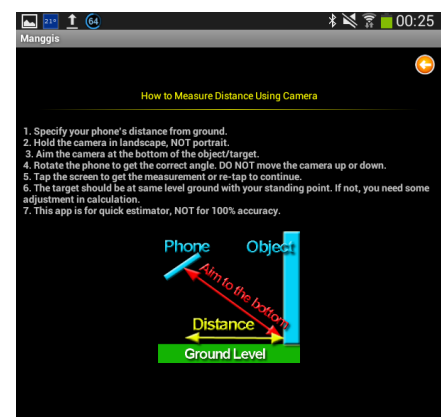 21°
64
00:25
Manggis
How to Measure Distance Using Camera
1. Specify your phone's distance from ground.
2. Hold the camera in landscape, NOT portrait.
3. Aim the camera at the bottom of the object/target.
4. Rotate the phone to get the correct angle. DO NOT move the camera up or down.
5. Tap the screen to get the measurement or re-tap to continue.
6. The target should be at same level ground with your standing point. If not, you need some
adjustment in calculation.
7. This app is for quick estimator, NOT for 100% accuracy.
Phone Object
Aim to the bottom
Distance
Ground Level